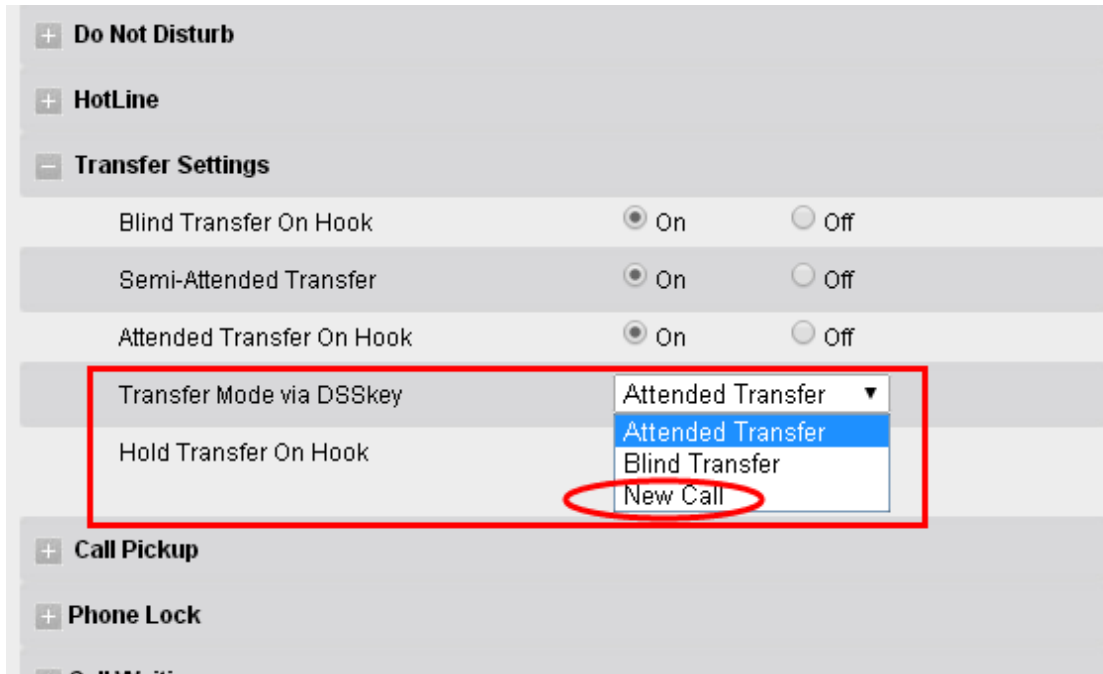 Do Not Disturb
HotLine
Transfer Settings
Blind Transfer On Hook On Off
Semi-Attended Transfer On Off
Attended Transfer On Hook On Off
Transfer Mode via DSSkey Attended Transfer
Attended Transfer
Hold Transfer On Hook Blind Transfer
New Call
Call Pickup
Phone Lock